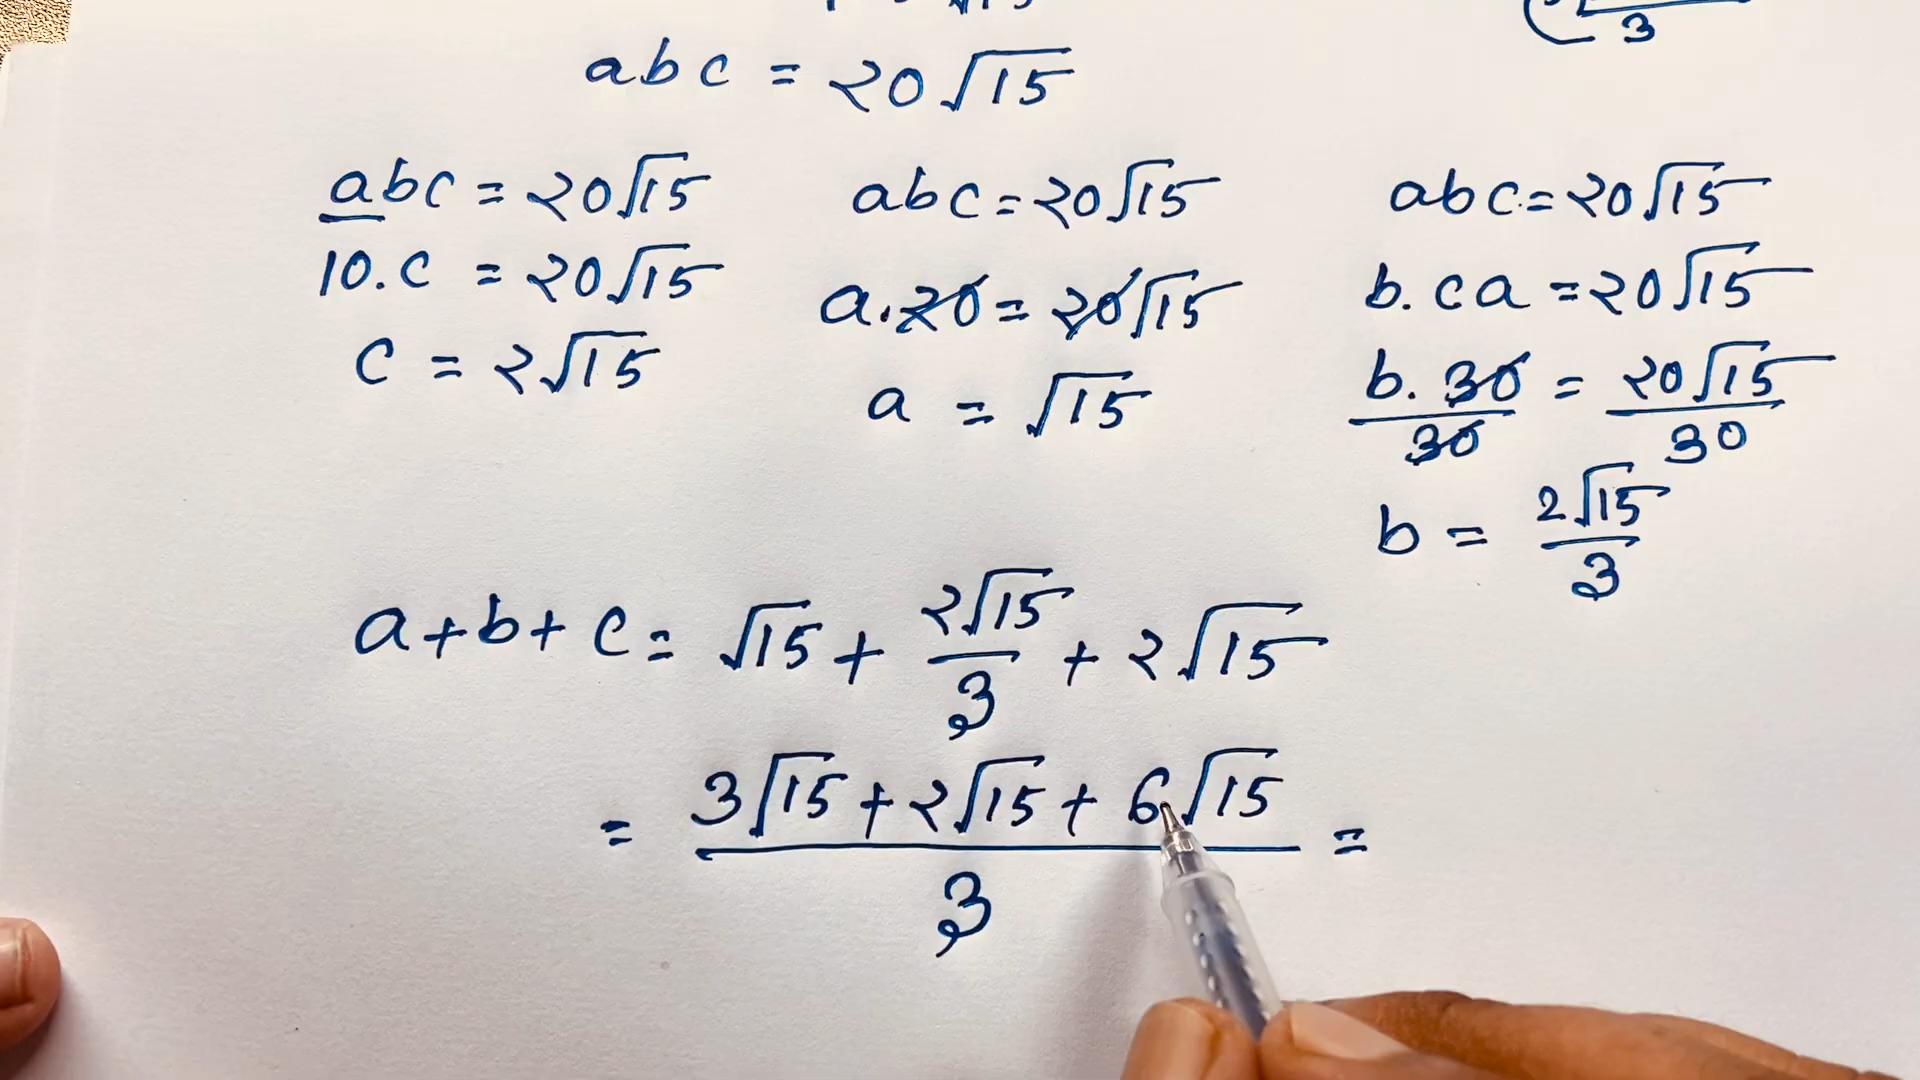 abc = 20√15
abc = 20√15
10.c = 20√15
c = 2√15
abc = 20√15
a.20 = 20√15
a = √15
abc = 20√15
b.ca = 20√15
b.30/30 = 20√15/30
b = 2√15/3
a+b+c = √15 + 2√15/3 + 2√15
= (3√15 + 2√15 + 6√15)/3 =